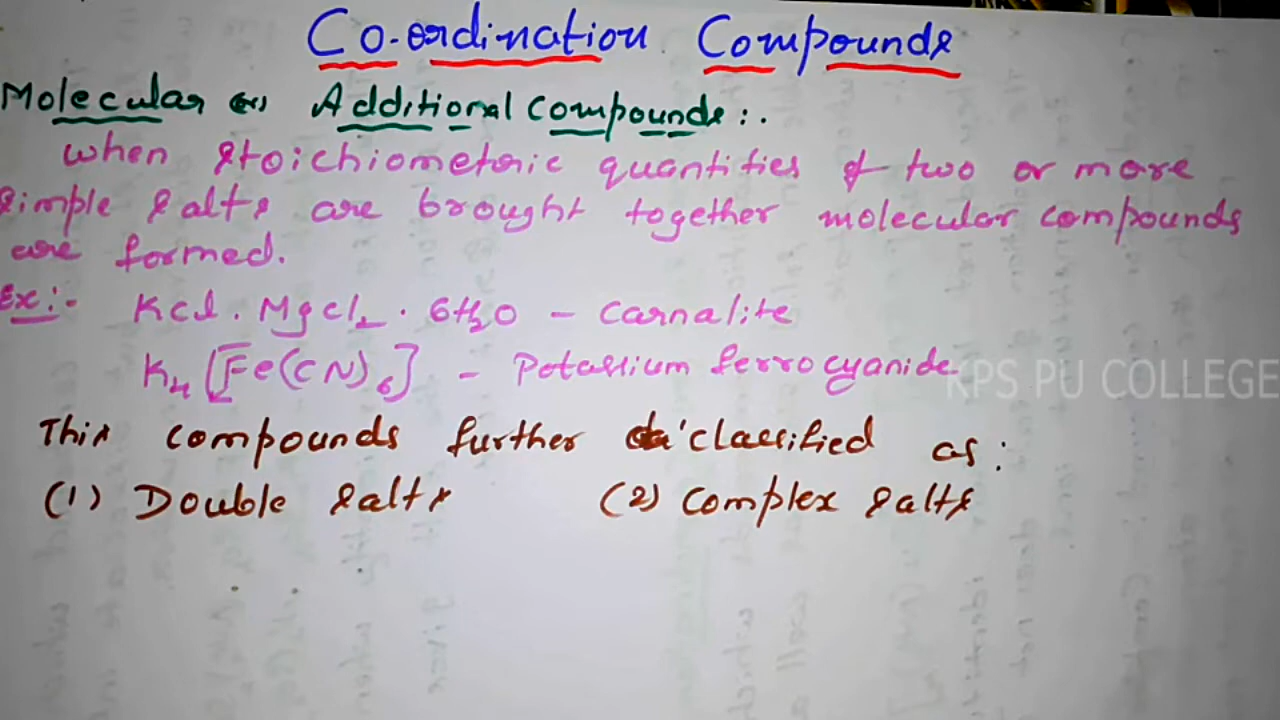 Co-ordination Compounds
Molecular (or) Additional Compounds:.
When stoichiometric quantities of two or more
simple salts are brought together molecular compounds
are formed.
Ex:- KCl . MgCl₂ . 6H₂O - Carnalite
K₄ [Fe(CN)₆] - Potassium ferrocyanide
KPS PU COLLEGE
This compounds further classified as:
(1) Double salts (2) Complex salts